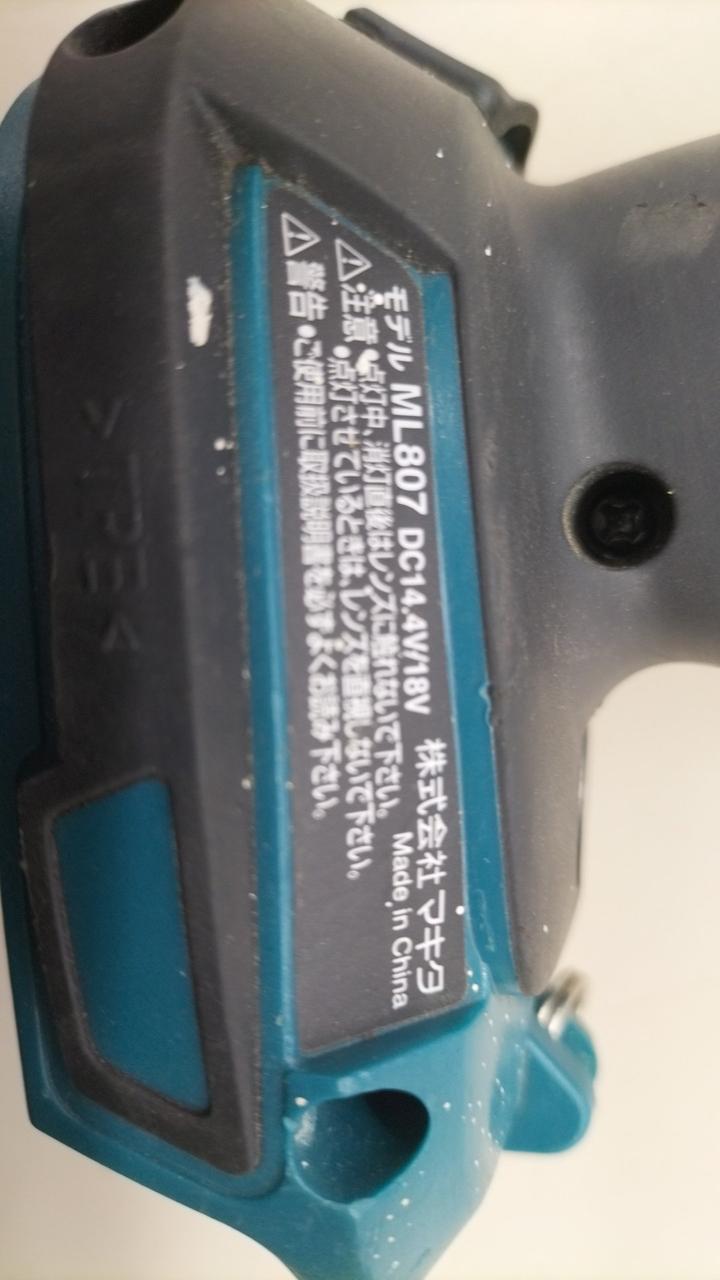 モデル ML807 DC14.4V/18V 株式会社 マキタ
⚠注意 •点灯中、消灯直後はレンズに触れないで下さい。 Made in China
•点灯させているときは、レンズを直視しないで下さい。
⚠警告 •ご使用前に取扱説明書を必ずよくお読み下さい。
>TPE<